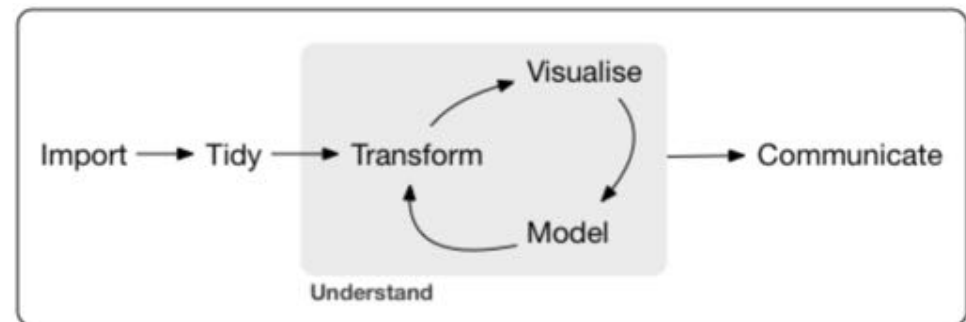 Visualise
Import Tidy Transform Communicate
Model
Understand